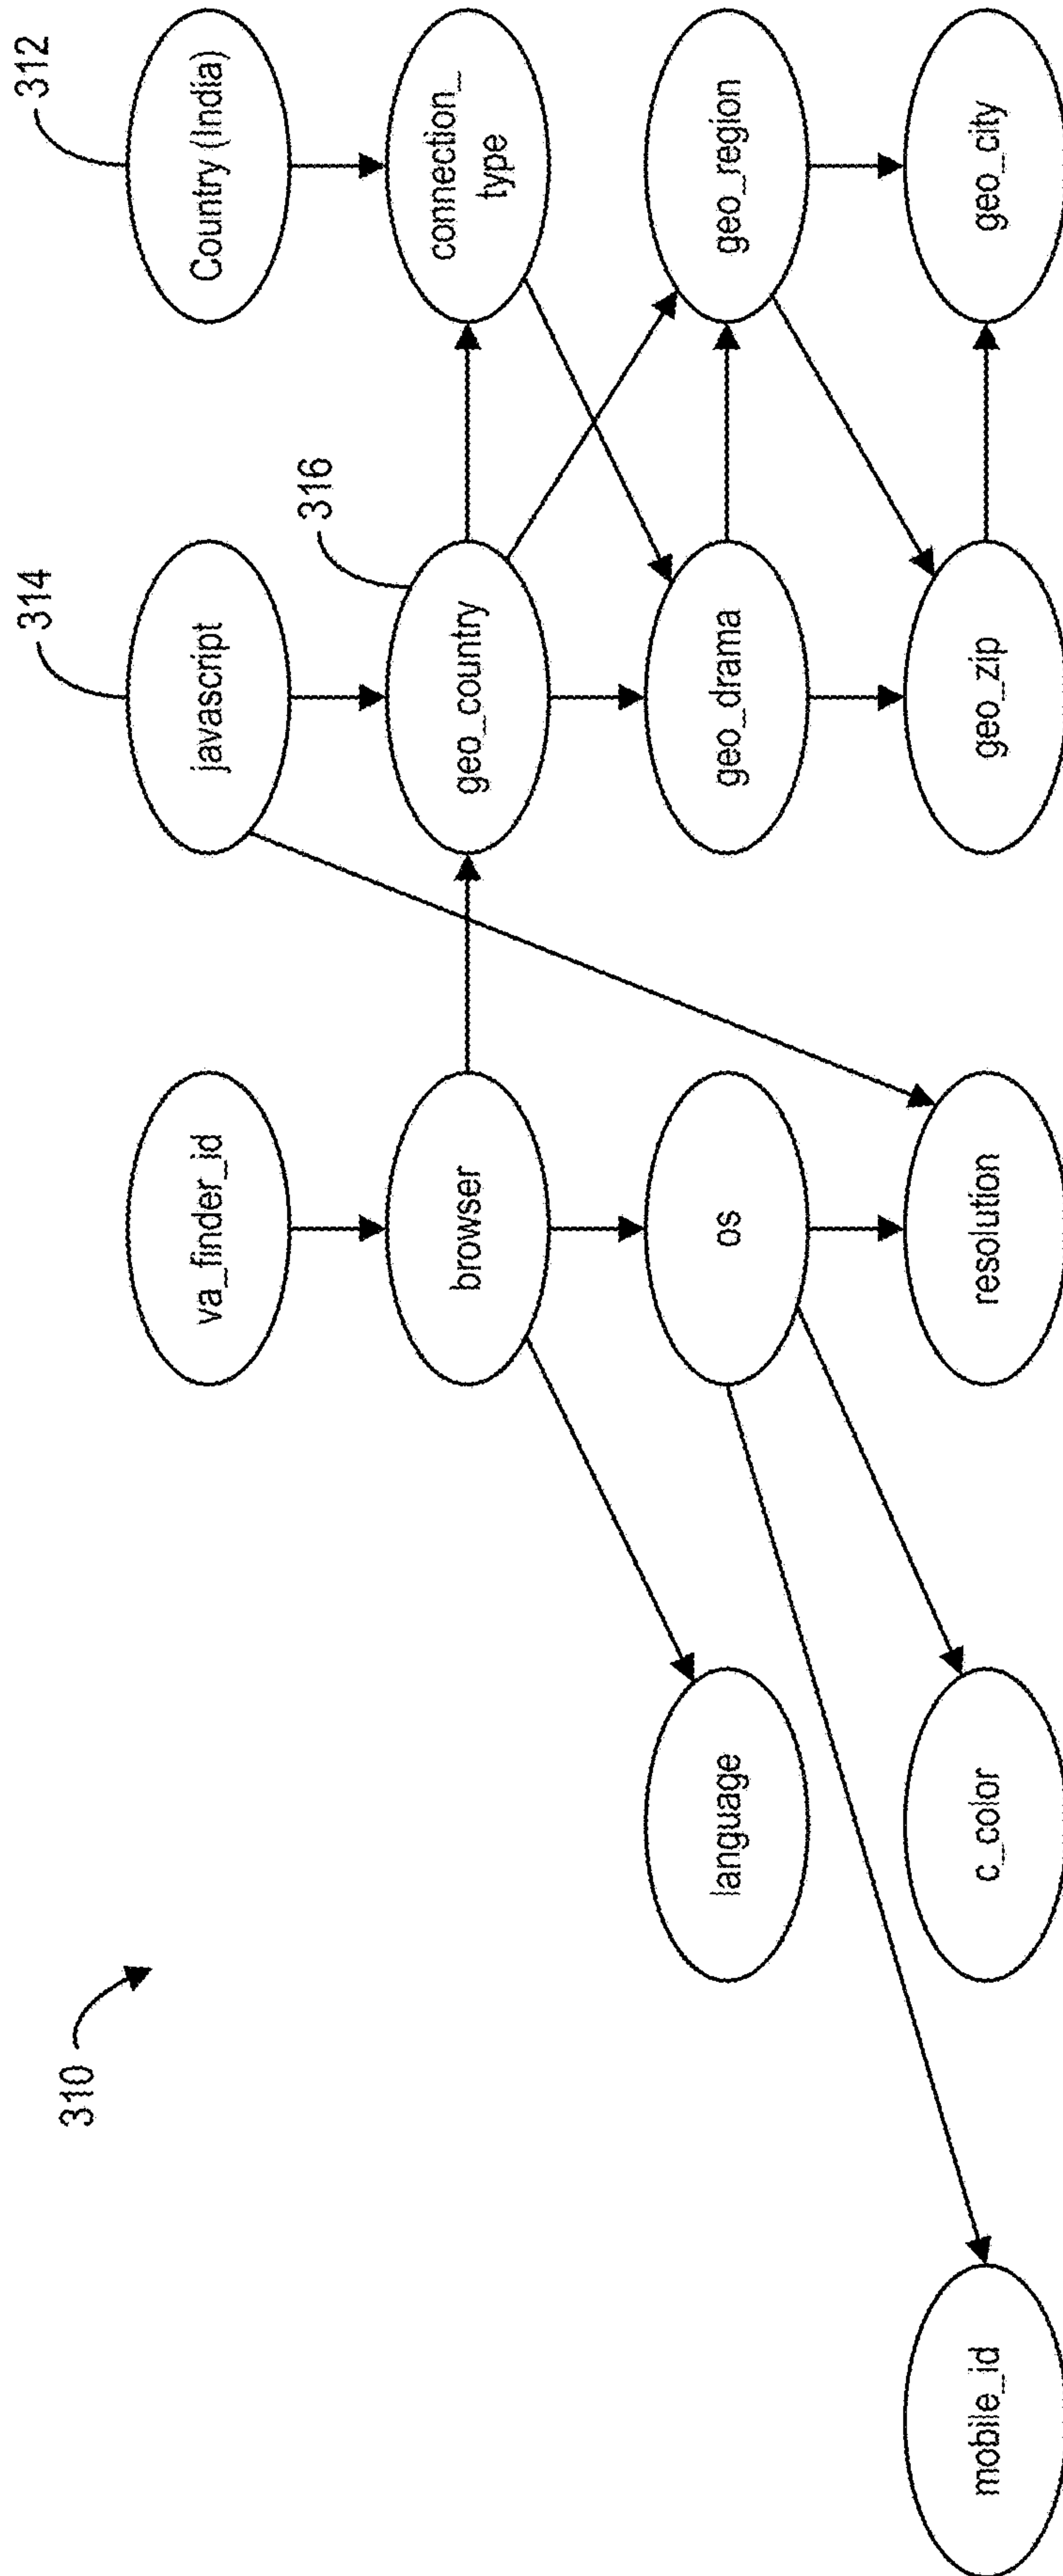 310
314
312
va_finder_id
javascript
Country (India)
316
browser
geo_country
connection_
type
language
os
geo_drama
geo_region
mobile_id
c_color
resolution
geo_zip
geo_city